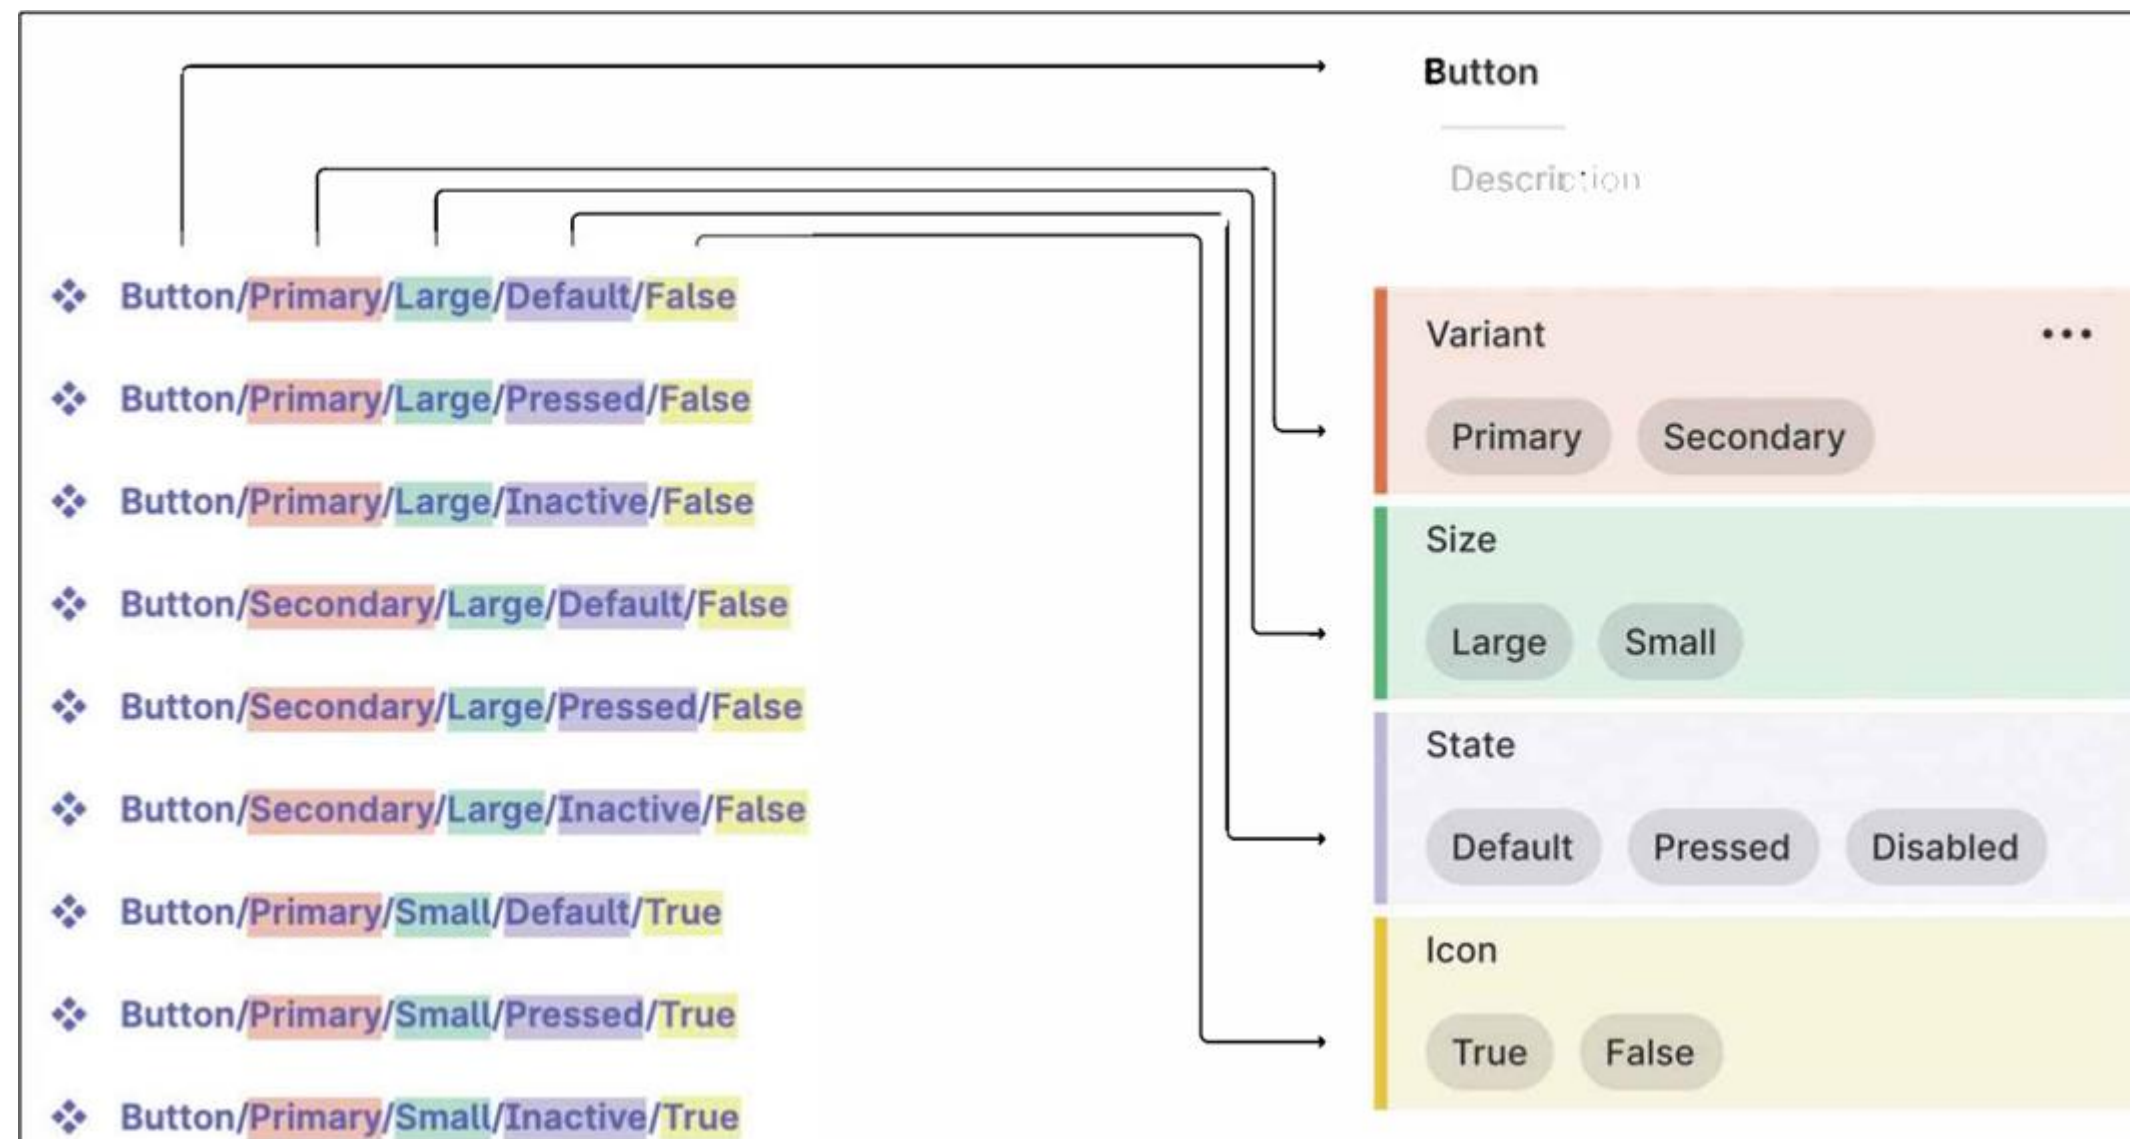 Button
Description
Button/Primary/Large/Default/False
Button/Primary/Large/Pressed/False
Button/Primary/Large/Inactive/False
Button/Secondary/Large/Default/False
Button/Secondary/Large/Pressed/False
Button/Secondary/Large/Inactive/False
Button/Primary/Small/Default/True
Button/Primary/Small/Pressed/True
Button/Primary/Small/Inactive/True
Variant
Primary Secondary
Size
Large Small
State
Default Pressed Disabled
Icon
True False